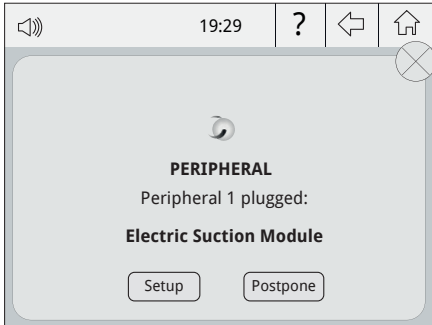 19:29 ?
PERIPHERAL
Peripheral 1 plugged:
Electric Suction Module
Setup Postpone